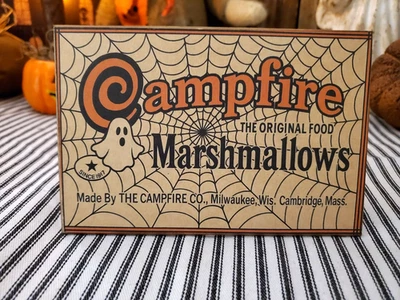 Campfire
THE ORIGINAL FOOD
Marshmallows
SINCE 1917
Made By THE CAMPFIRE CO., Milwaukee, Wis. Cambridge, Mass.